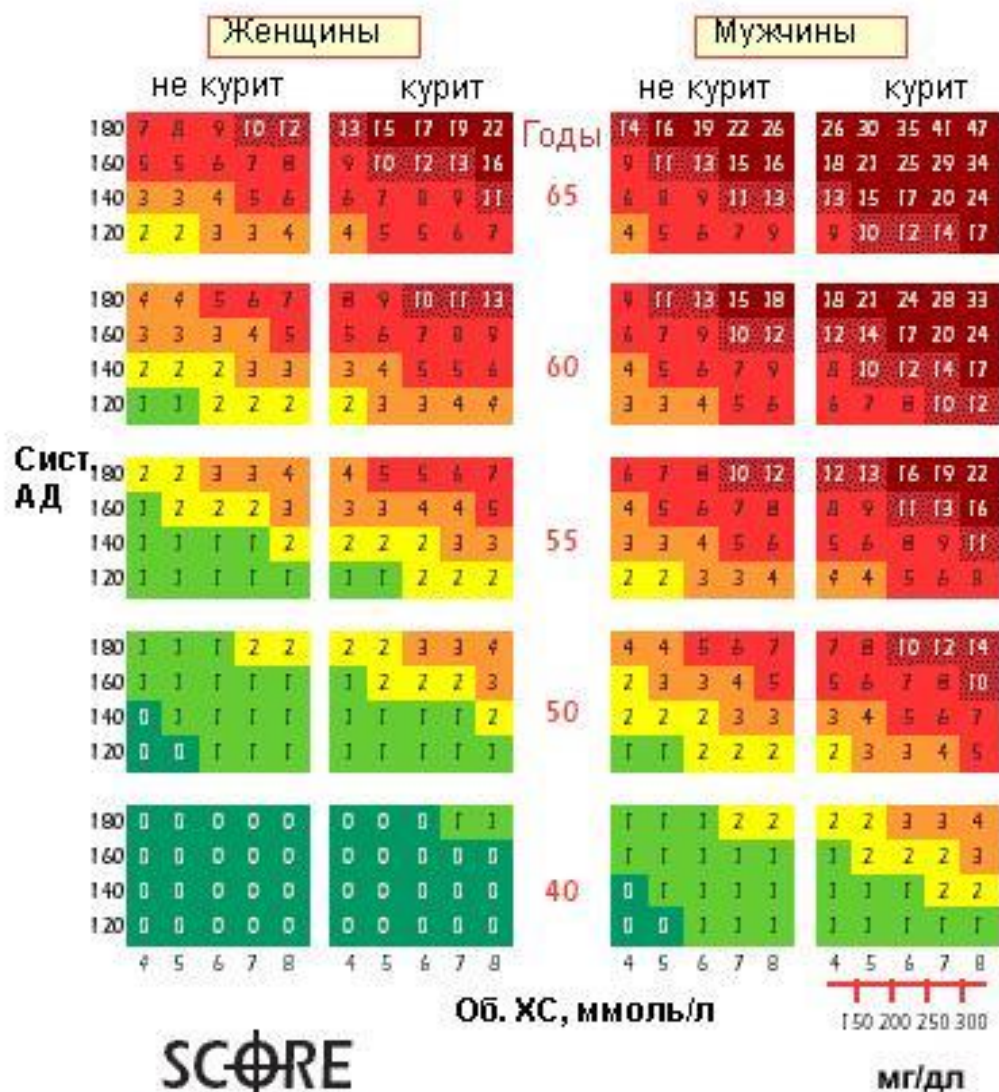 Женщины Мужчины
не курит курит не курит курит
180 7 8 9 10 12 13 15 17 19 22 Годы 14 16 19 22 26 26 30 35 41 47
160 5 5 6 7 8 9 10 12 13 16 9 11 13 15 16 18 21 25 29 34
140 3 3 4 5 6 6 7 8 9 11 65 6 8 9 11 13 13 15 17 20 24
120 2 2 3 3 4 4 5 5 6 7 4 5 6 7 9 9 10 12 14 17
180 4 4 5 6 7 8 9 10 11 13 9 11 13 15 18 18 21 24 28 33
160 3 3 3 4 5 5 6 7 8 9 6 7 9 10 12 12 14 17 20 24
140 2 2 2 3 3 3 4 5 5 6 60 4 5 6 7 9 8 10 12 14 17
120 1 1 2 2 2 2 3 3 4 4 3 3 4 5 6 6 7 8 10 12
Сист АД
180 2 2 3 3 4 4 5 5 6 7 6 7 8 10 12 12 13 16 19 22
160 1 2 2 2 3 3 3 4 4 5 4 5 6 7 8 8 9 11 13 16
140 1 1 1 1 2 2 2 2 3 3 55 3 3 4 5 6 5 6 8 9 11
120 1 1 1 1 1 1 1 2 2 2 2 2 3 3 4 4 4 5 6 8
180 1 1 1 2 2 2 2 3 3 4 4 4 5 6 7 7 8 10 12 14
160 1 1 1 1 1 1 2 2 2 3 2 3 3 4 5 5 6 7 8 10
140 0 1 1 1 1 1 1 1 1 2 50 2 2 2 3 3 3 4 5 6 7
120 0 0 1 1 1 1 1 1 1 1 1 1 2 2 2 2 3 3 4 5
180 0 0 0 0 0 0 0 0 1 1 1 1 1 2 2 2 2 3 3 4
160 0 0 0 0 0 0 0 0 0 0 1 1 1 1 1 1 2 2 2 3
140 0 0 0 0 0 0 0 0 0 0 40 0 1 1 1 1 1 1 1 2 2
120 0 0 0 0 0 0 0 0 0 0 0 0 1 1 1 1 1 1 1 1
4 5 6 7 8 4 5 6 7 8 4 5 6 7 8 4 5 6 7 8
Об. ХС, ммоль/л
150 200 250 300
SCORE
мг/дл